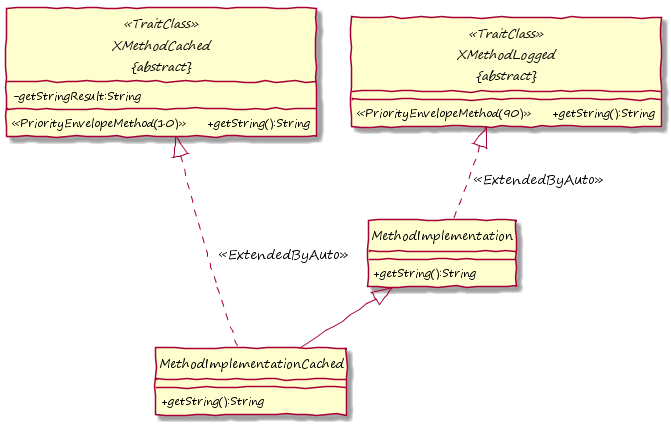 «TraitClass»
XMethodCached
{abstract}
-getStringResult:String
«PriorityEnvelopeMethod(10)» +getString():String
«TraitClass»
XMethodLogged
{abstract}
«PriorityEnvelopeMethod(90)» +getString():String
«ExtendedByAuto»
MethodImplementation
+getString():String
«ExtendedByAuto»
MethodImplementationCached
+getString():String